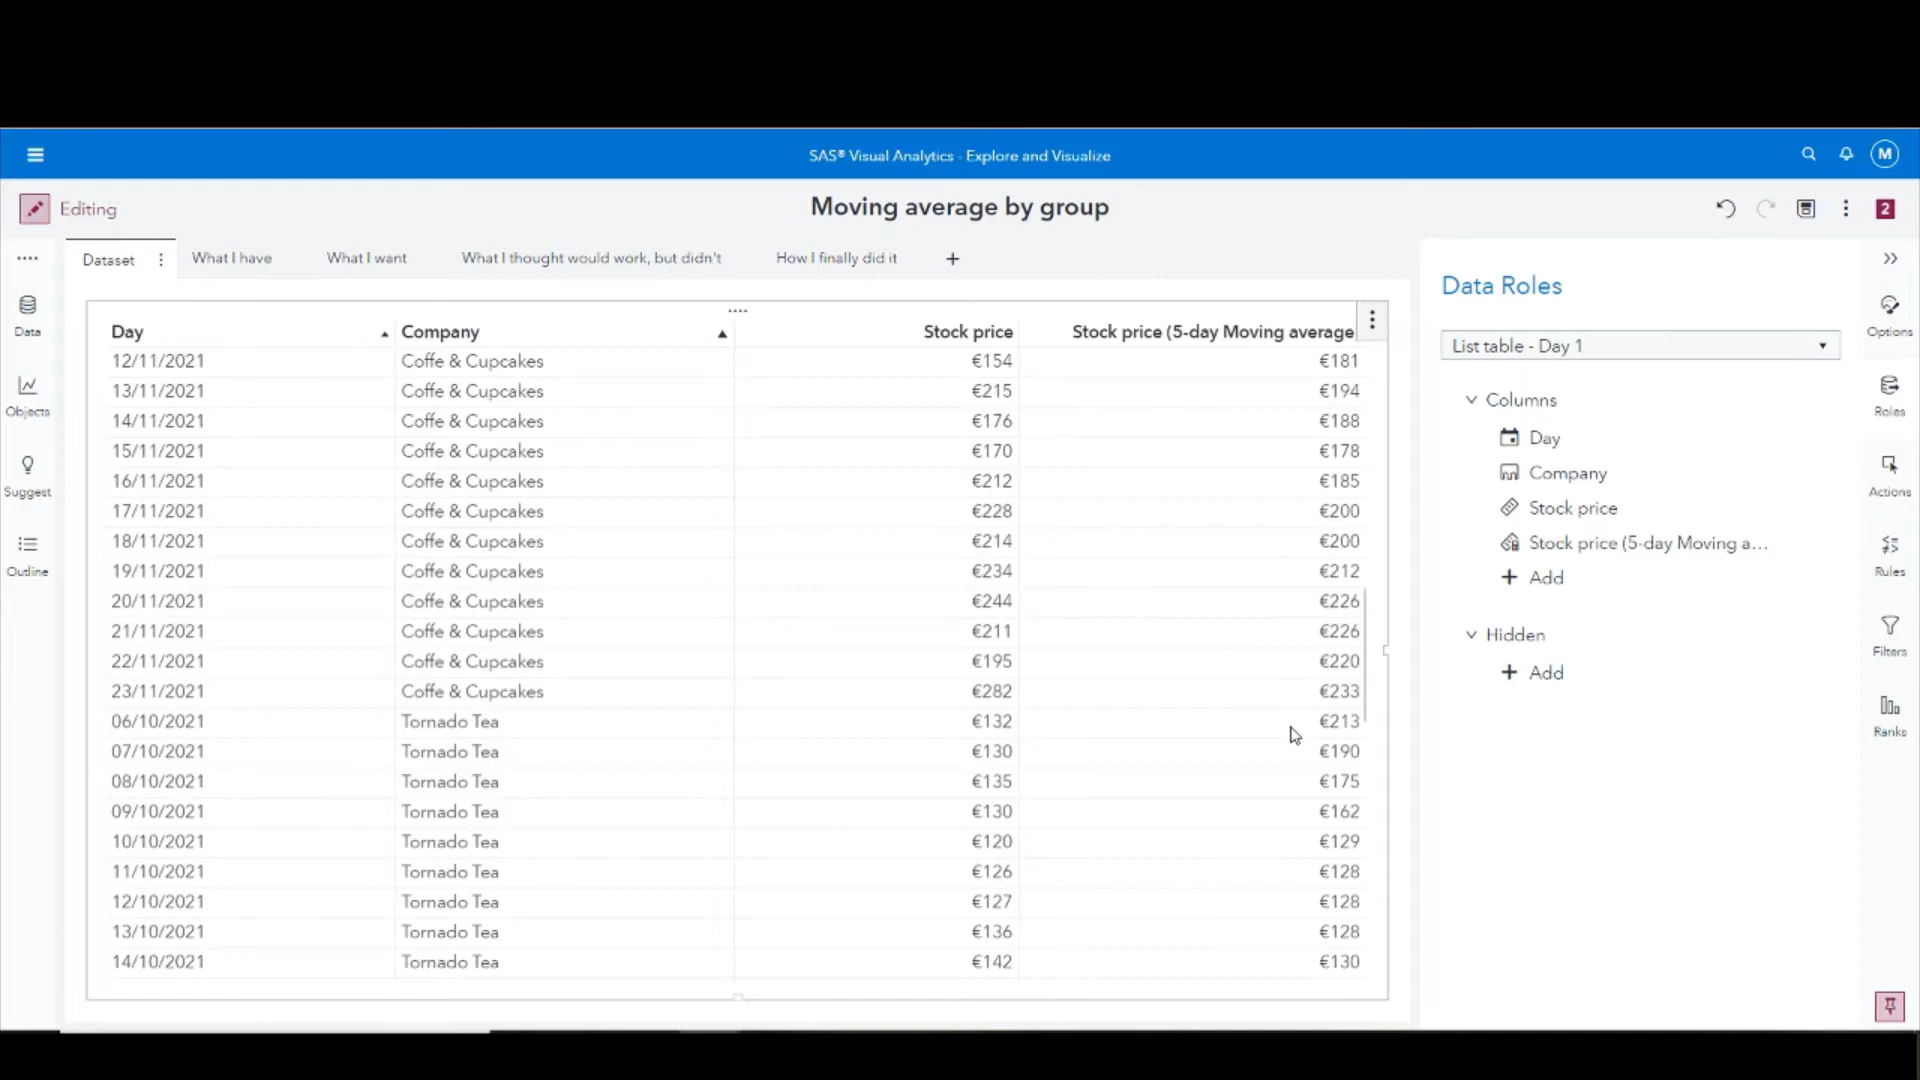 SAS® Visual Analytics - Explore and Visualize
M
Editing
Moving average by group
2
Dataset
What I have
What I want
What I thought would work, but didn't
How I finally did it
Data
Objects
Suggest
Outline
Day Company Stock price Stock price (5-day Moving average
12/11/2021 Coffe & Cupcakes €154 €181
13/11/2021 Coffe & Cupcakes €215 €194
14/11/2021 Coffe & Cupcakes €176 €188
15/11/2021 Coffe & Cupcakes €170 €178
16/11/2021 Coffe & Cupcakes €212 €185
17/11/2021 Coffe & Cupcakes €228 €200
18/11/2021 Coffe & Cupcakes €214 €200
19/11/2021 Coffe & Cupcakes €234 €212
20/11/2021 Coffe & Cupcakes €244 €226
21/11/2021 Coffe & Cupcakes €211 €226
22/11/2021 Coffe & Cupcakes €195 €220
23/11/2021 Coffe & Cupcakes €282 €233
06/10/2021 Tornado Tea €132 €213
07/10/2021 Tornado Tea €130 €190
08/10/2021 Tornado Tea €135 €175
09/10/2021 Tornado Tea €130 €162
10/10/2021 Tornado Tea €120 €129
11/10/2021 Tornado Tea €126 €128
12/10/2021 Tornado Tea €127 €128
13/10/2021 Tornado Tea €136 €128
14/10/2021 Tornado Tea €142 €130
Data Roles
List table - Day 1
Columns
Day
Company
Stock price
Stock price (5-day Moving a...
Add
Hidden
Add
Options
Roles
Actions
Rules
Filters
Ranks